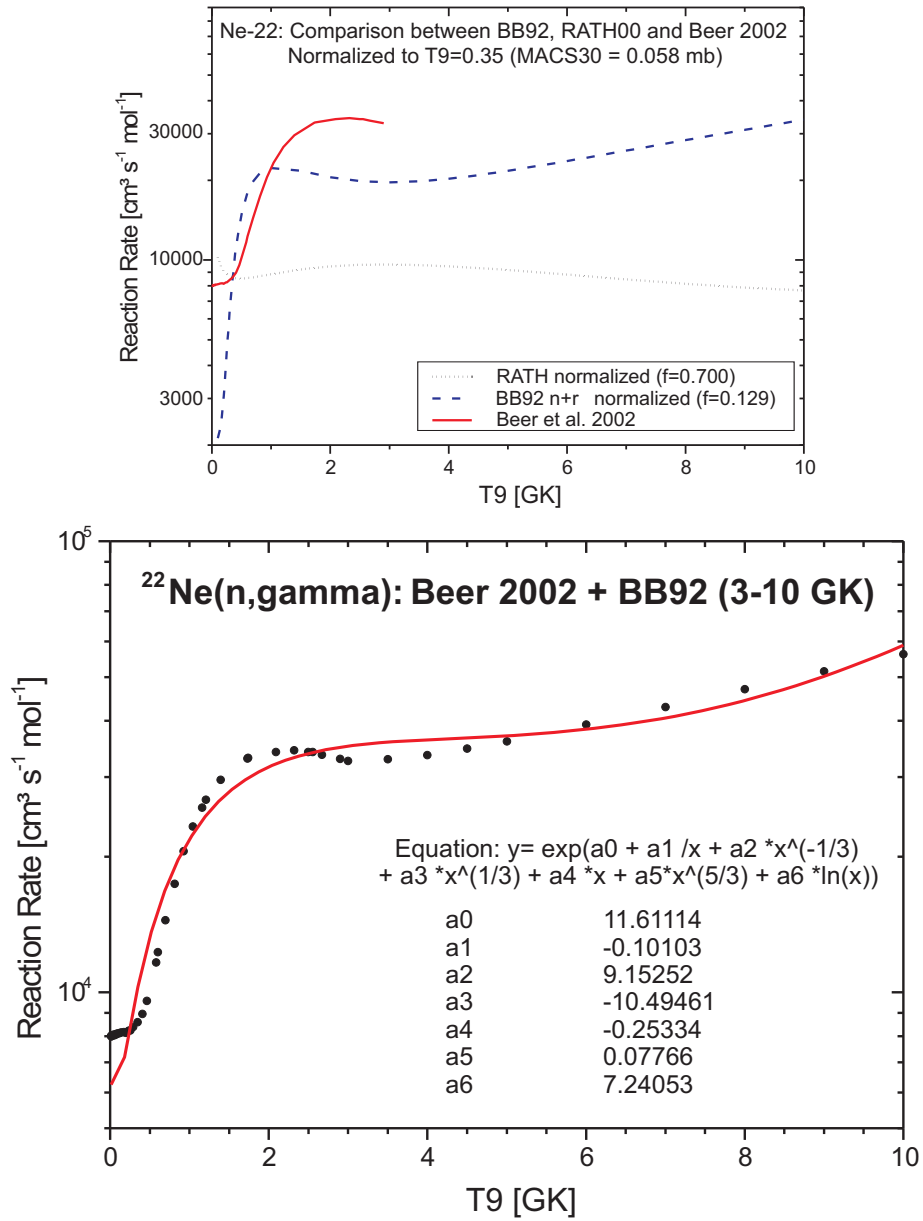 Ne-22: Comparison between BB92, RATH00 and Beer 2002
Normalized to T9=0.35 (MACS30 = 0.058 mb)
Reaction Rate [cm³ s⁻¹ mol⁻¹]
30000
10000
3000
RATH normalized (f=0.700)
BB92 n+r normalized (f=0.129)
Beer et al. 2002
0 2 4 6 8 10
T9 [GK]
10⁵
²²Ne(n,gamma): Beer 2002 + BB92 (3-10 GK)
Reaction Rate [cm³ s⁻¹ mol⁻¹]
Equation: y= exp(a0 + a1 /x + a2 *x^(-1/3)
+ a3 *x^(1/3) + a4 *x + a5*x^(5/3) + a6 *ln(x))
a0 11.61114
a1 -0.10103
a2 9.15252
a3 -10.49461
a4 -0.25334
a5 0.07766
a6 7.24053
10⁴
0 2 4 6 8 10
T9 [GK]